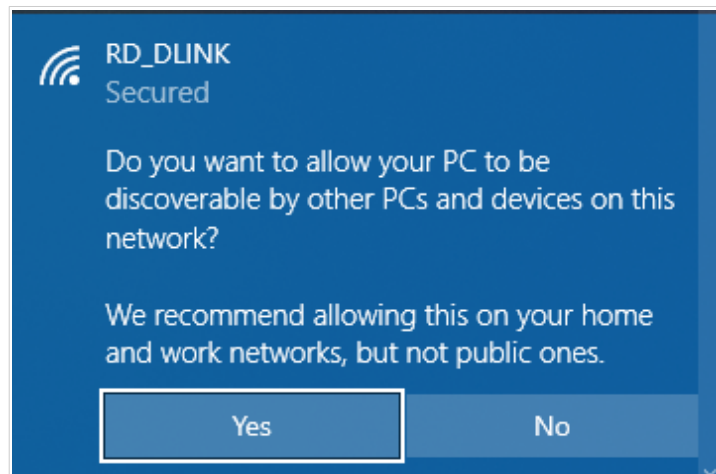 RD_DLINK
Secured
Do you want to allow your PC to be
discoverable by other PCs and devices on this
network?
We recommend allowing this on your home
and work networks, but not public ones.
Yes
No